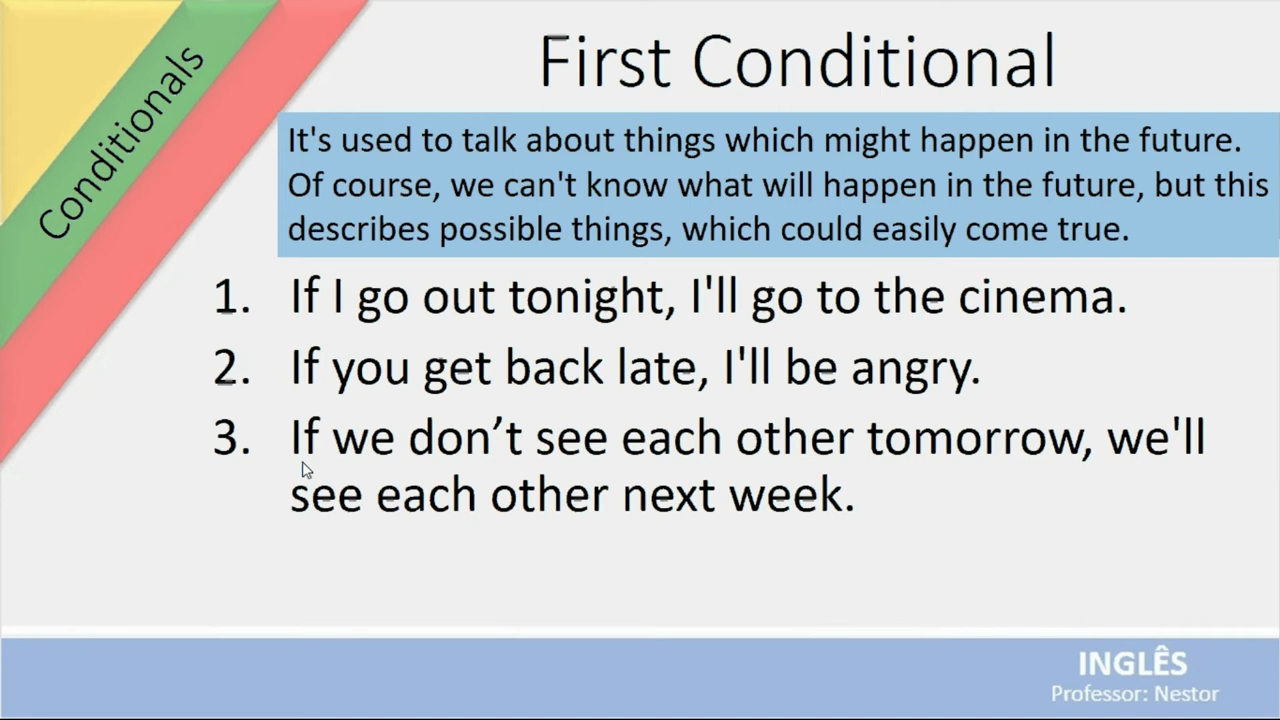 Conditionals
First Conditional
It's used to talk about things which might happen in the future.
Of course, we can't know what will happen in the future, but this
describes possible things, which could easily come true.
1. If I go out tonight, I'll go to the cinema.
2. If you get back late, I'll be angry.
3. If we don’t see each other tomorrow, we'll
see each other next week.
INGLÊS
Professor: Nestor